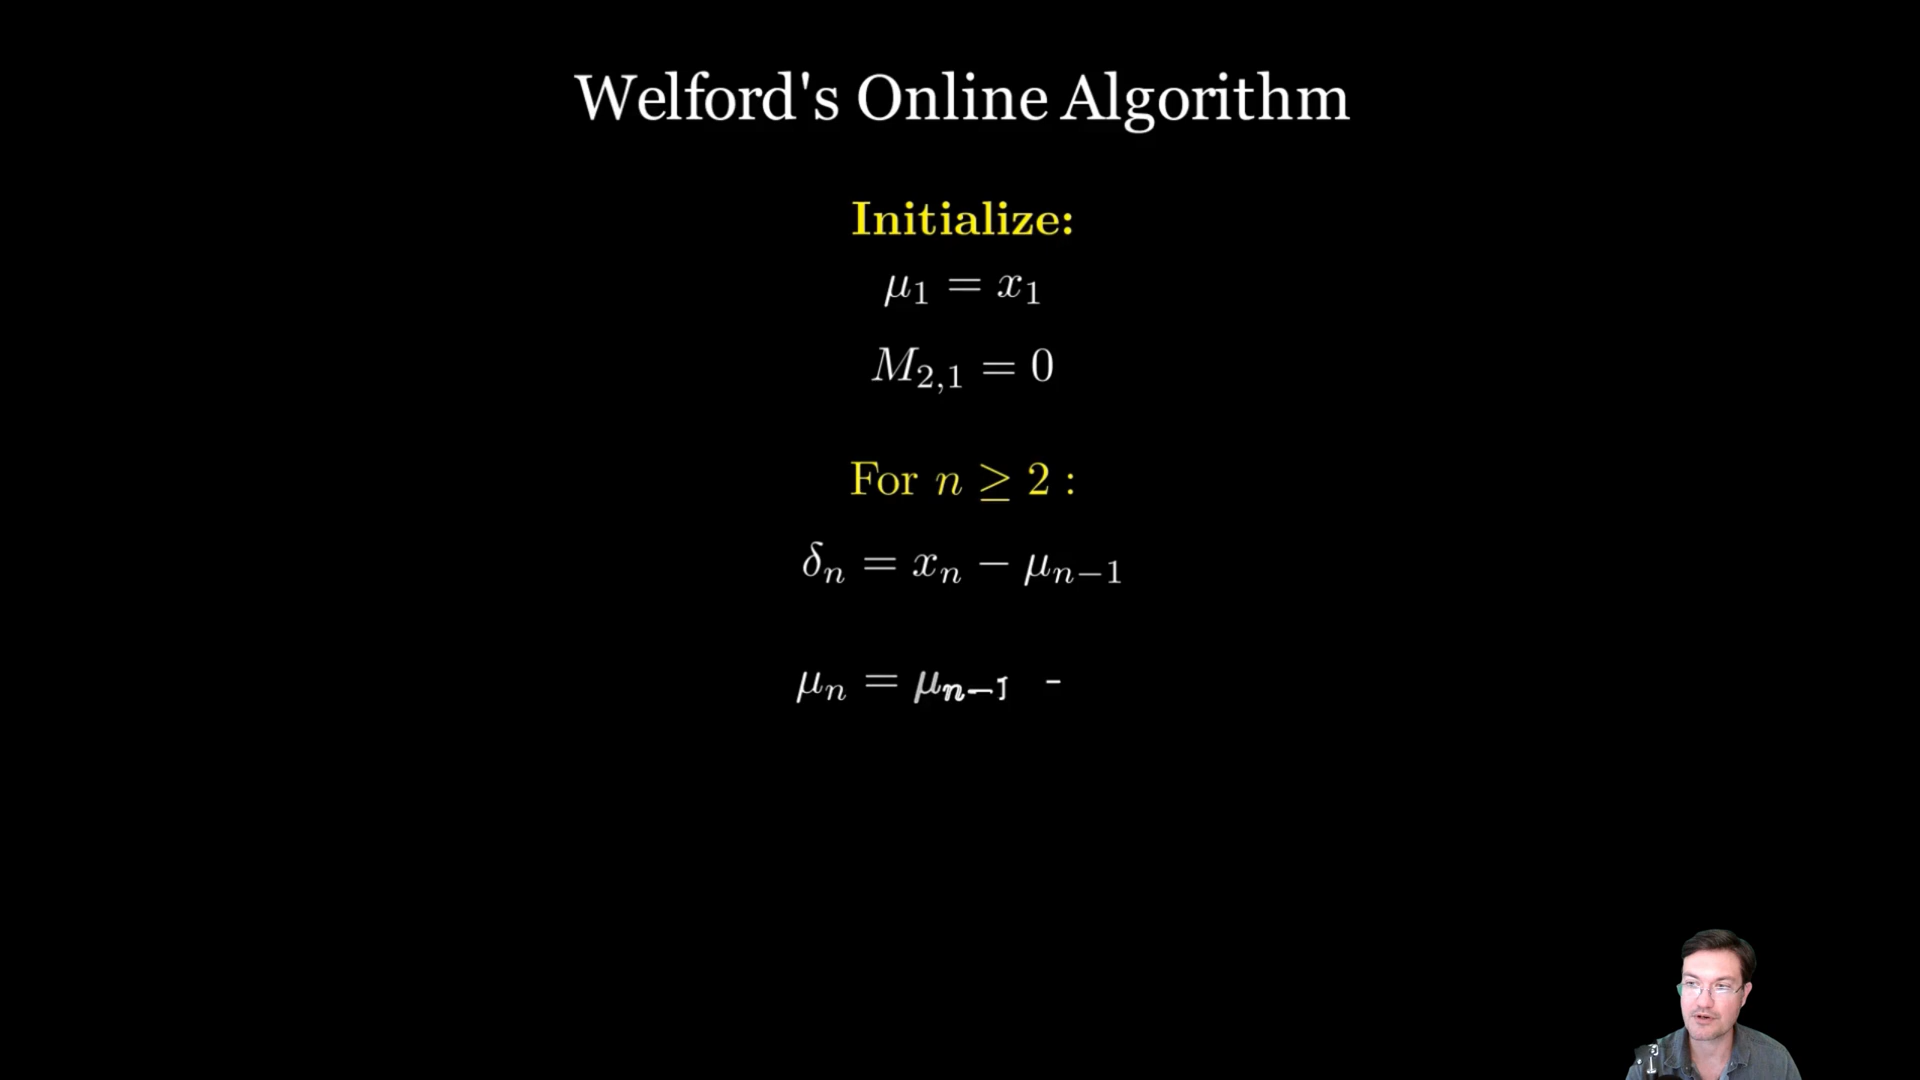 Welford's Online Algorithm
Initialize:
μ₁ = x₁
M₂,₁ = 0
For n ≥ 2 :
δₙ = xₙ − μₙ₋₁
μₙ = μₙ₋₁ -